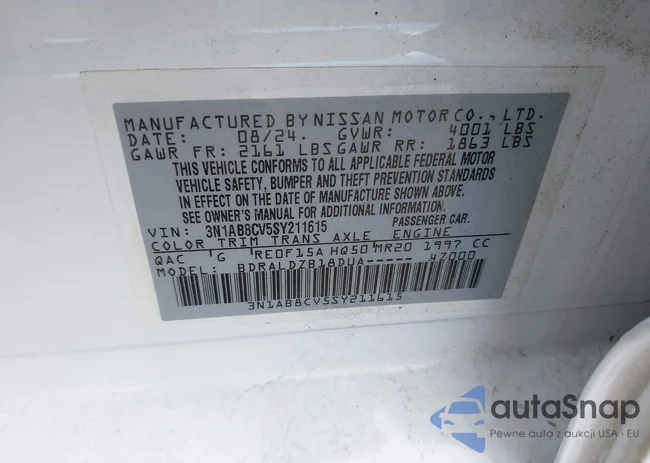 MANUFACTURED BY NISSAN MOTOR CO., LTD.
DATE: 08/24. GVWR: 4001 LBS
GAWR FR: 2161 LBS GAWR RR: 1863 LBS
THIS VEHICLE CONFORMS TO ALL APPLICABLE FEDERAL MOTOR
VEHICLE SAFETY, BUMPER AND THEFT PREVENTION STANDARDS
IN EFFECT ON THE DATE OF MANUFACTURE SHOWN ABOVE.
SEE OWNER'S MANUAL FOR ADDITIONAL INFORMATION.
VIN: 3N1AB8CV5SY211615 PASSENGER CAR.
COLOR TRIM TRANS AXLE ENGINE
QAC G RE0F15A HQ50 MR20 1997 CC
MODEL: BDRALDZB18DUA----- 47000
3N1AB8CV5SY211615
autaSnap
Pewne auta z aukcji USA i EU